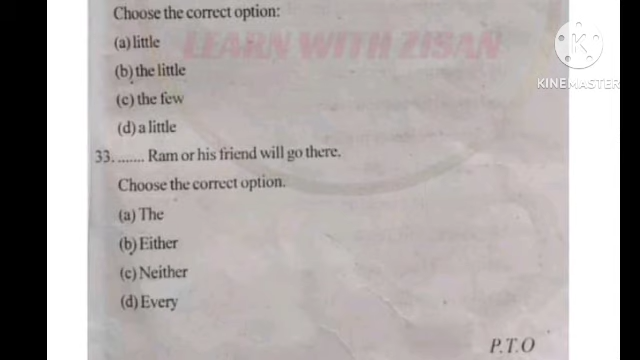 Choose the correct option:
(a) little
LEARN WITH ZISAN
(b) the little
KINEMASTER
(c) the few
(d) a little
33. ....... Ram or his friend will go there.
Choose the correct option.
(a) The
(b) Either
(c) Neither
(d) Every
P.T.O